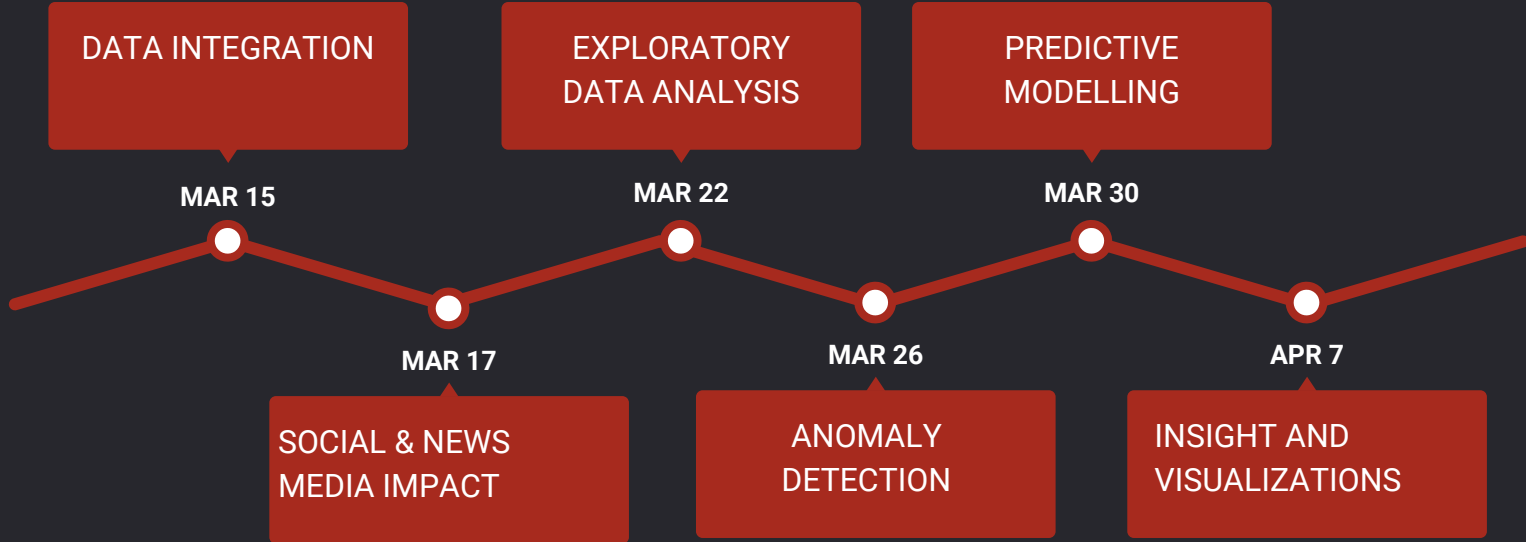 DATA INTEGRATION
EXPLORATORY
DATA ANALYSIS
PREDICTIVE
MODELLING
MAR 15
MAR 22
MAR 30
MAR 17
MAR 26
APR 7
SOCIAL & NEWS
MEDIA IMPACT
ANOMALY
DETECTION
INSIGHT AND
VISUALIZATIONS